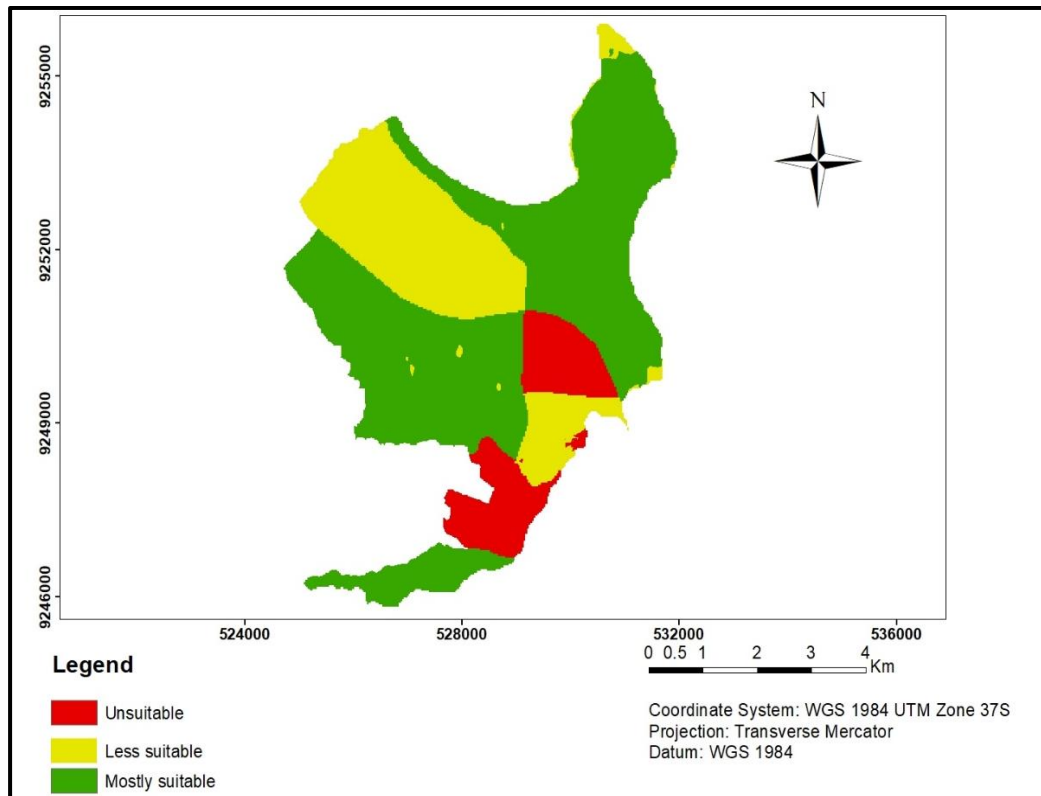 N
9255000
9252000
9249000
9246000
524000
528000
532000
536000
Legend
Unsuitable
Less suitable
Mostly suitable
0 0.5 1 2 3 4
Km
Coordinate System: WGS 1984 UTM Zone 37S
Projection: Transverse Mercator
Datum: WGS 1984